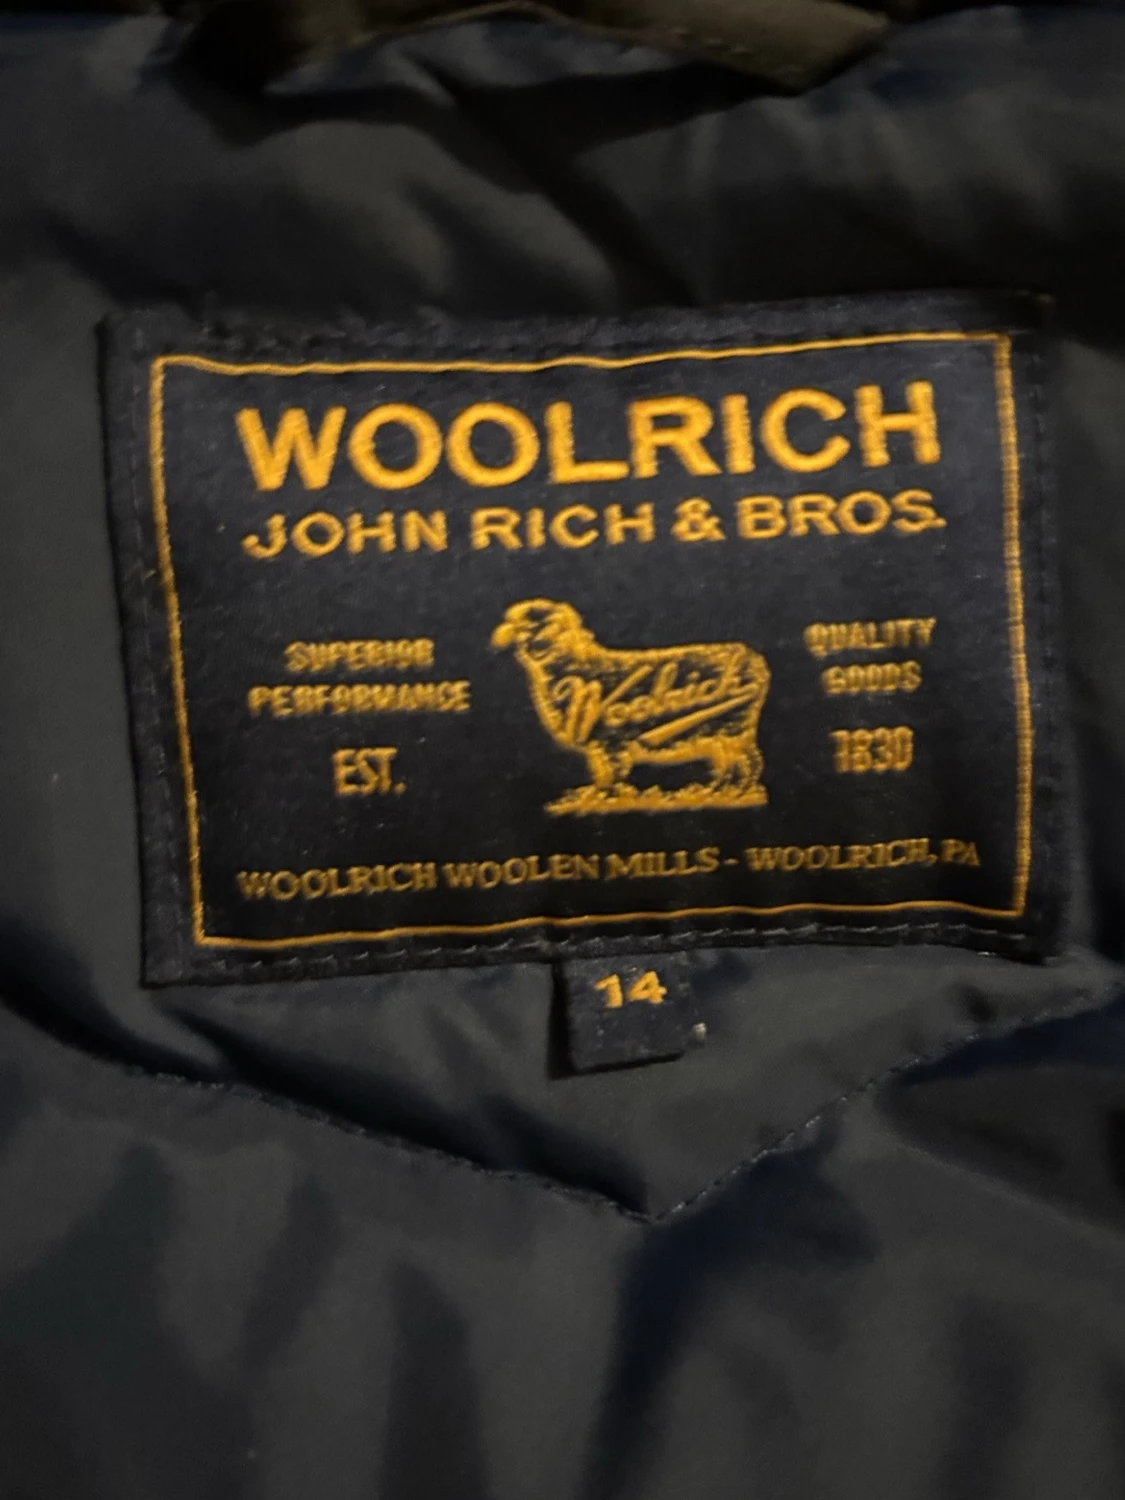 WOOLRICH
JOHN RICH & BROS.
SUPERIOR
PERFORMANCE
EST.
Woolrich
QUALITY
GOODS
1830
WOOLRICH WOOLEN MILLS - WOOLRICH, PA
14